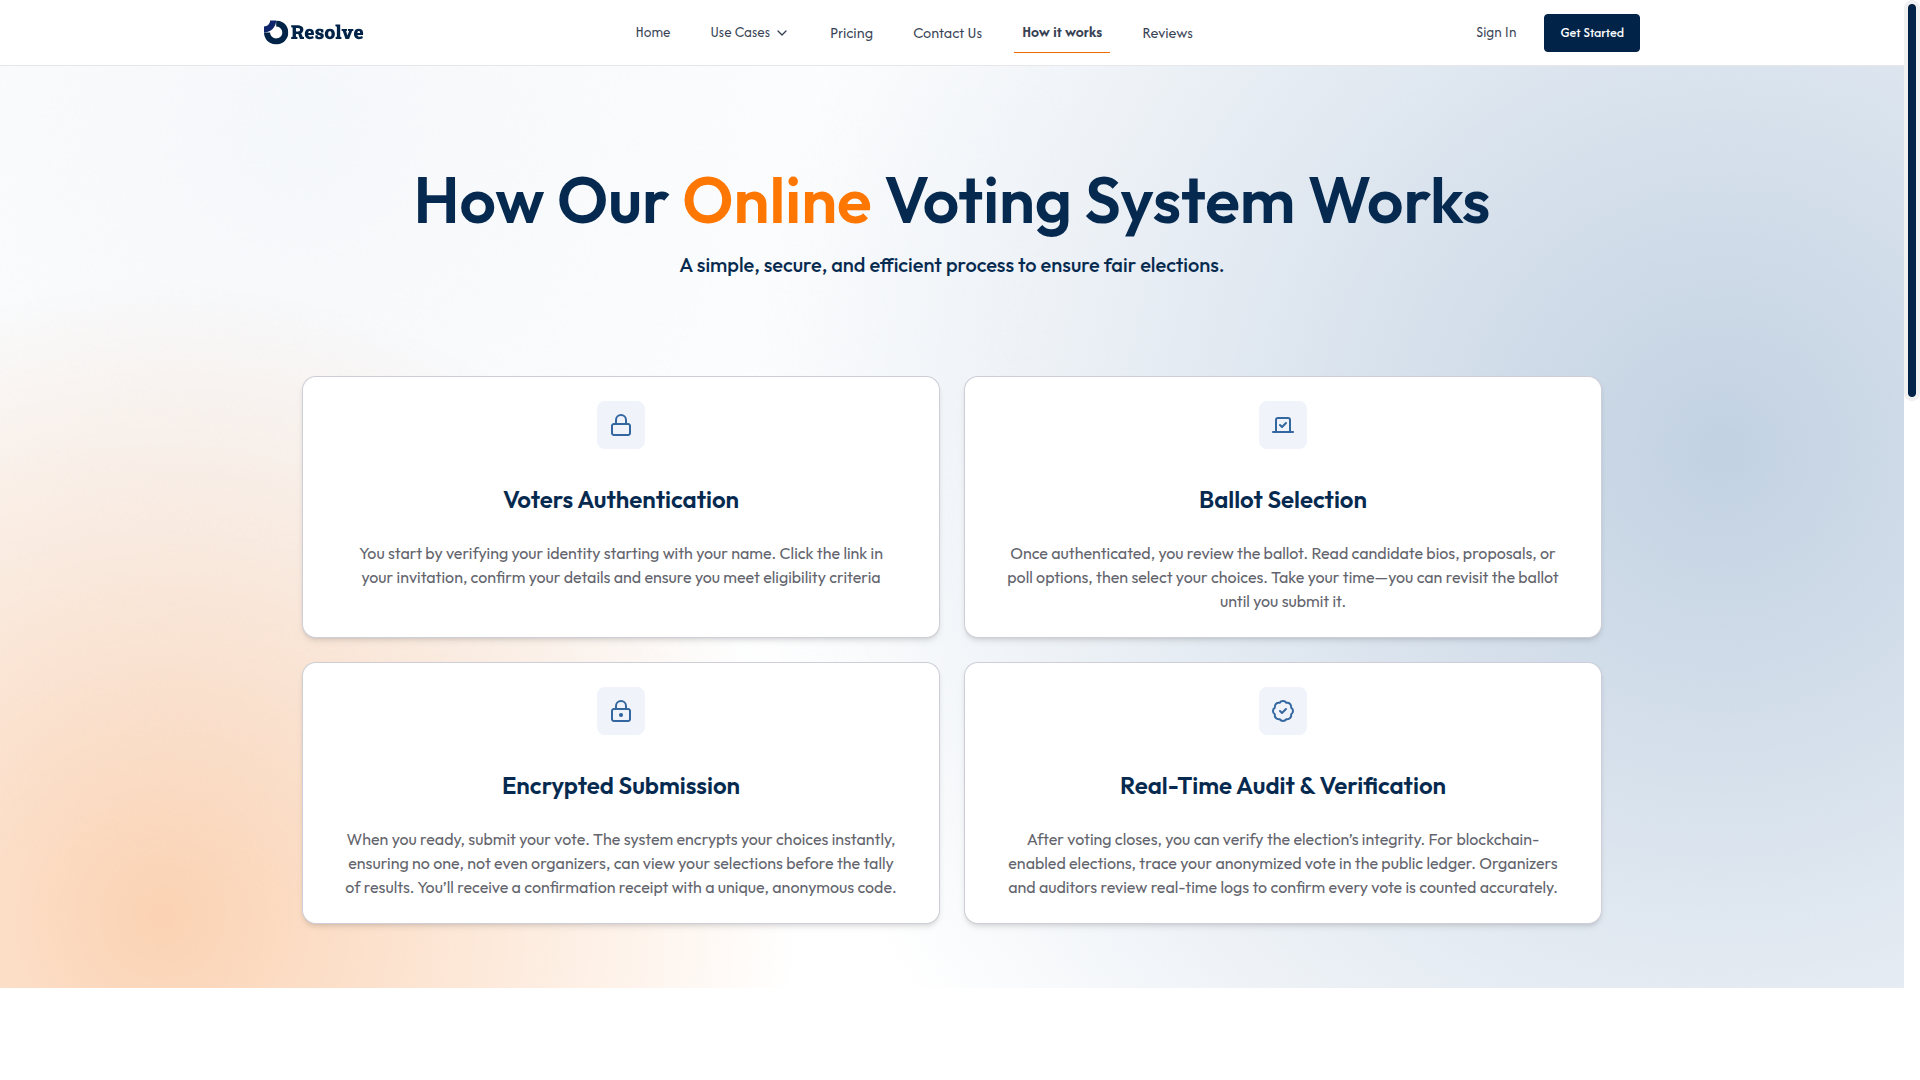 Resolve
Home
Use Cases
Pricing
Contact Us
How it works
Reviews
Sign In
Get Started
How Our Online Voting System Works
A simple, secure, and efficient process to ensure fair elections.
Voters Authentication
You start by verifying your identity starting with your name. Click the link in
your invitation, confirm your details and ensure you meet eligibility criteria
Ballot Selection
Once authenticated, you review the ballot. Read candidate bios, proposals, or
poll options, then select your choices. Take your time—you can revisit the ballot
until you submit it.
Encrypted Submission
When you ready, submit your vote. The system encrypts your choices instantly,
ensuring no one, not even organizers, can view your selections before the tally
of results. You’ll receive a confirmation receipt with a unique, anonymous code.
Real-Time Audit & Verification
After voting closes, you can verify the election’s integrity. For blockchain-
enabled elections, trace your anonymized vote in the public ledger. Organizers
and auditors review real-time logs to confirm every vote is counted accurately.